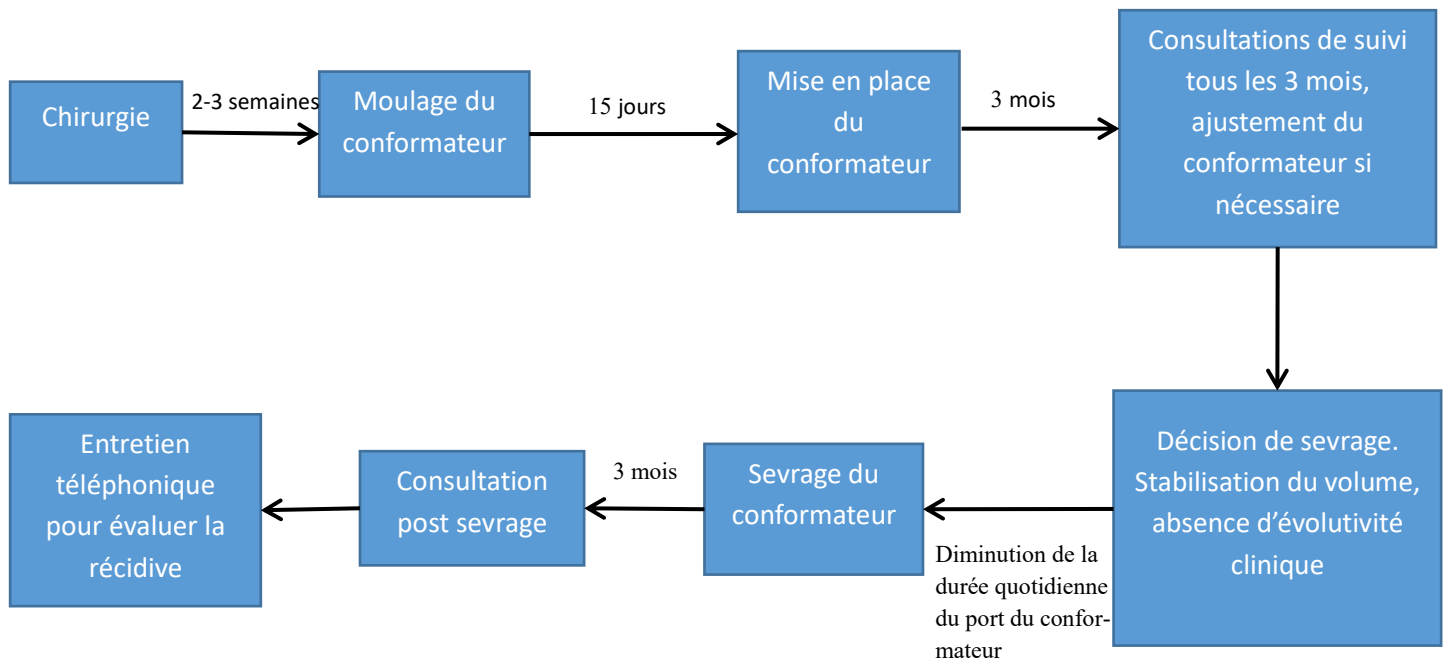 Chirurgie
2-3 semaines
Moulage du
conformateur
15 jours
Mise en place
du
conformateur
3 mois
Consultations de suivi
tous les 3 mois,
ajustement du
conformateur si
nécessaire
Décision de sevrage.
Stabilisation du volume,
absence d’évolutivité
clinique
Diminution de la
durée quotidienne
du port du confor-
mateur
Sevrage du
conformateur
3 mois
Consultation
post sevrage
Entretien
téléphonique
pour évaluer la
récidive